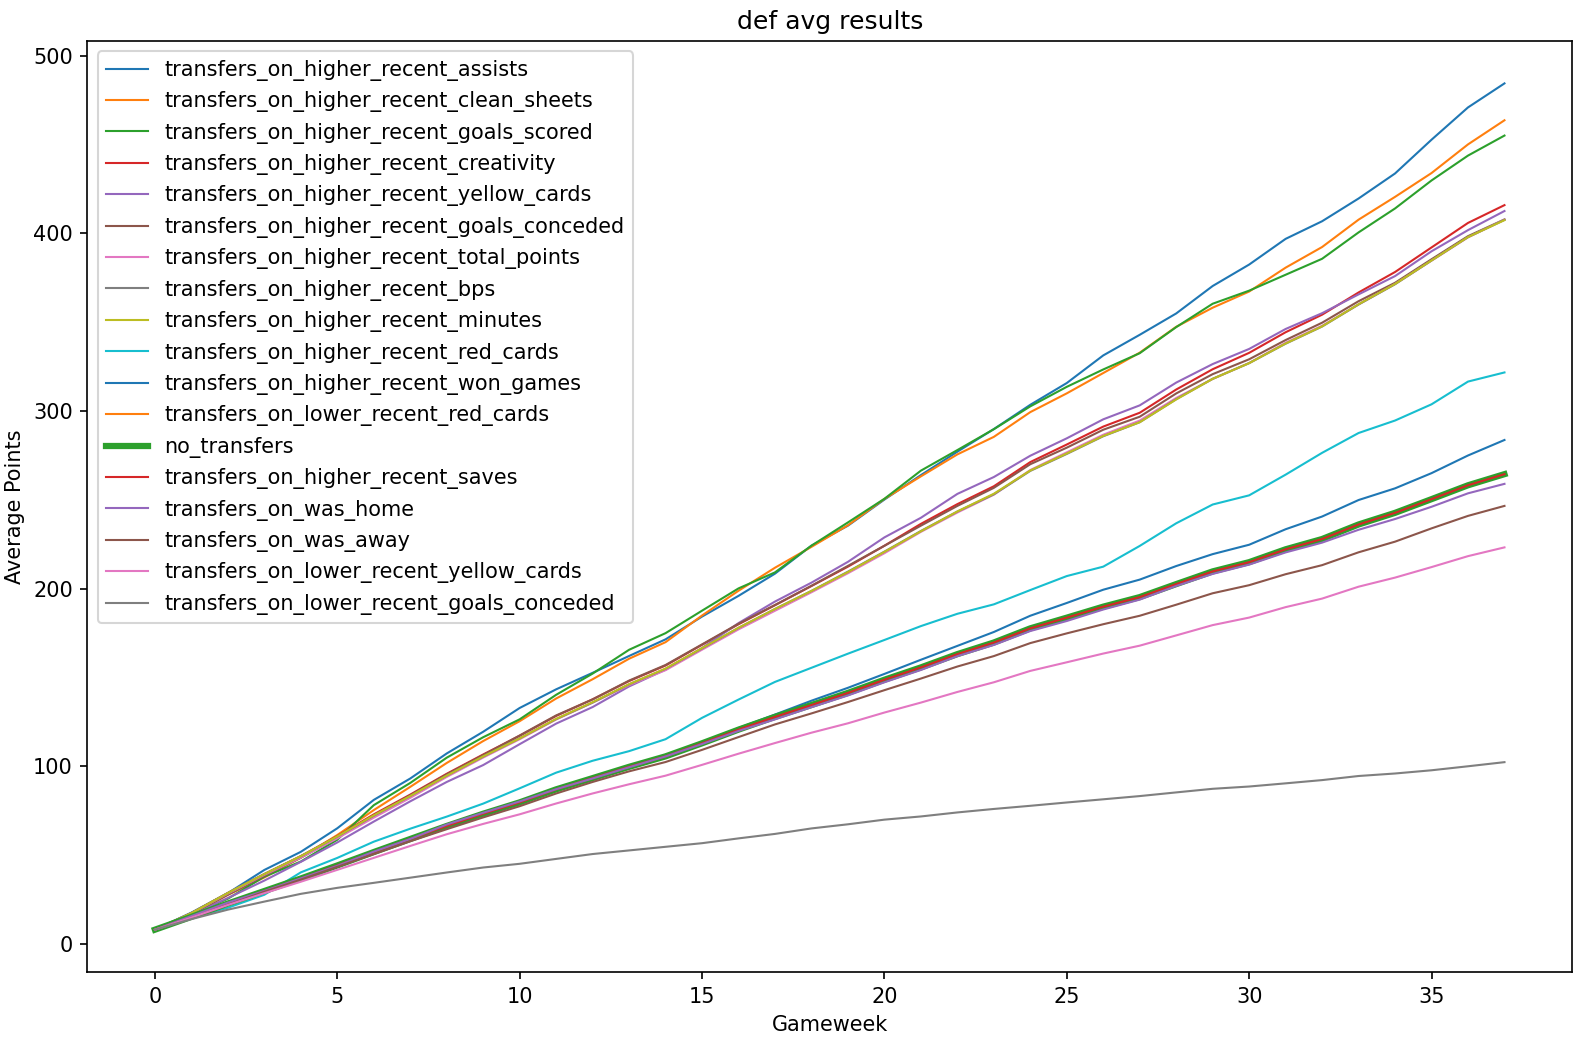 def avg results
500
400
300
200
100
0
Average Points
transfers_on_higher_recent_assists
transfers_on_higher_recent_clean_sheets
transfers_on_higher_recent_goals_scored
transfers_on_higher_recent_creativity
transfers_on_higher_recent_yellow_cards
transfers_on_higher_recent_goals_conceded
transfers_on_higher_recent_total_points
transfers_on_higher_recent_bps
transfers_on_higher_recent_minutes
transfers_on_higher_recent_red_cards
transfers_on_higher_recent_won_games
transfers_on_lower_recent_red_cards
no_transfers
transfers_on_higher_recent_saves
transfers_on_was_home
transfers_on_was_away
transfers_on_lower_recent_yellow_cards
transfers_on_lower_recent_goals_conceded
0 5 10 15 20 25 30 35
Gameweek